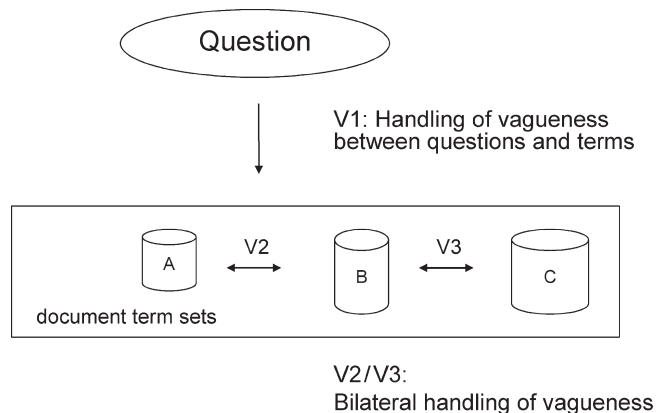 Question
V1: Handling of vagueness
between questions and terms
A
V2
B
V3
C
document term sets
V2/V3:
Bilateral handling of vagueness